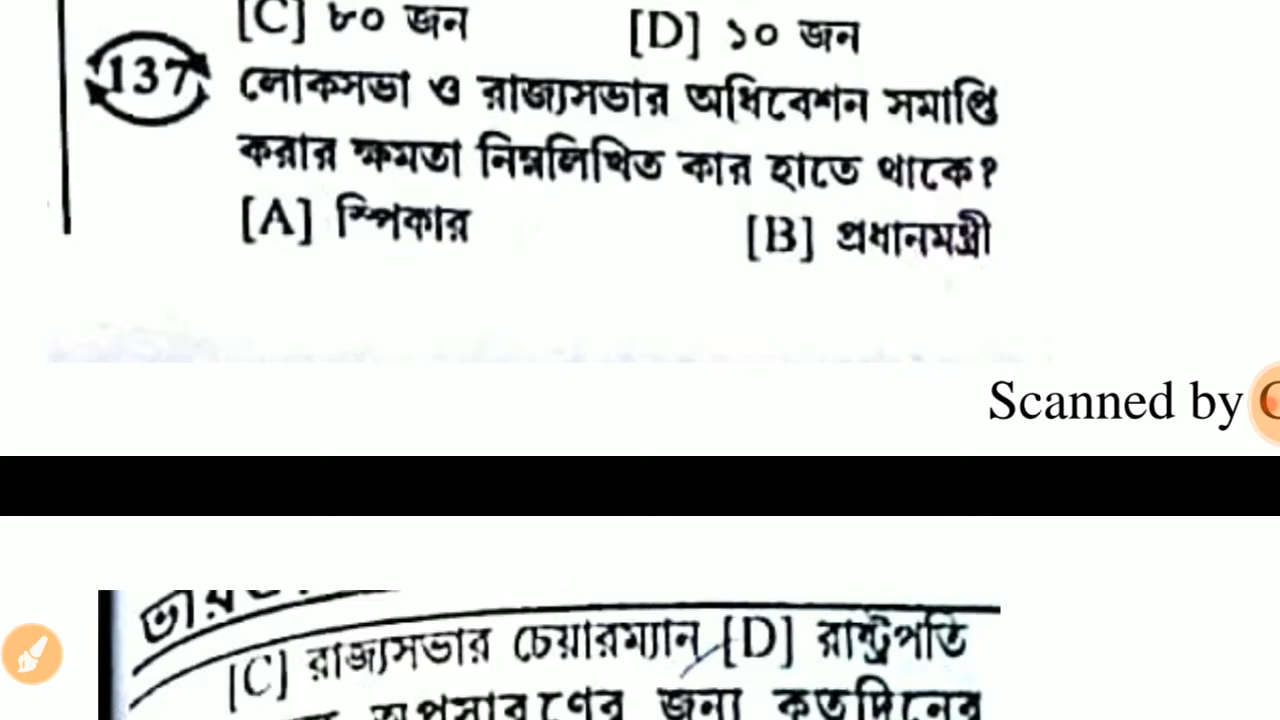 [C] ৮০ জন [D] ১০ জন
137 লোকসভা ও রাজ্যসভার অধিবেশন সমাপ্তি
করার ক্ষমতা নিম্নলিখিত কার হাতে থাকে?
[A] স্পিকার [B] প্রধানমন্ত্রী
Scanned by
[C] রাজ্যসভার চেয়ারম্যান [D] রাষ্ট্রপতি
অপসারণের জন্য কতদিনের